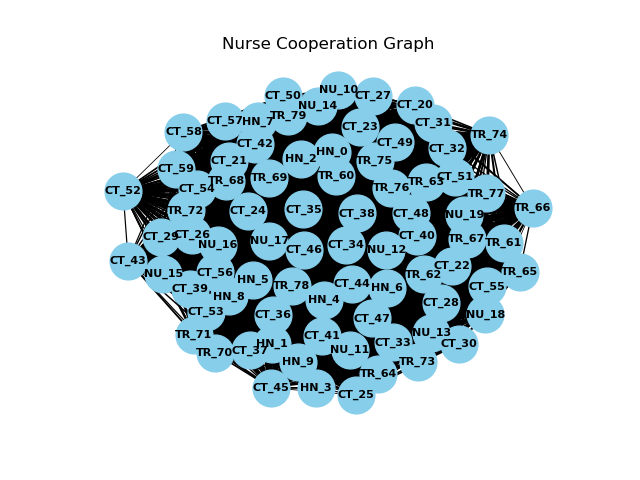 Nurse Cooperation Graph
NU_10
CT_50
CT_27
NU_14
CT_20
TR_79
CT_57
HN_7
CT_31
CT_23
CT_58
TR_74
CT_49
CT_42
CT_32
HN_0
HN_2
CT_21
TR_75
CT_59
TR_60
CT_51
TR_69
TR_68
TR_63
TR_76
CT_54
CT_52
TR_77
TR_66
CT_35
CT_24
TR_72
CT_38
CT_48
NU_19
CT_26
CT_29
CT_40
TR_67
NU_17
NU_16
CT_34
TR_61
CT_46
NU_12
CT_43
CT_22
TR_65
CT_56
NU_15
TR_62
HN_5
CT_44
TR_78
CT_55
HN_6
CT_39
HN_8
HN_4
CT_28
CT_53
CT_36
NU_18
CT_47
NU_13
TR_71
CT_41
CT_33
HN_1
CT_30
CT_37
NU_11
TR_70
HN_9
TR_73
TR_64
CT_45
HN_3
CT_25